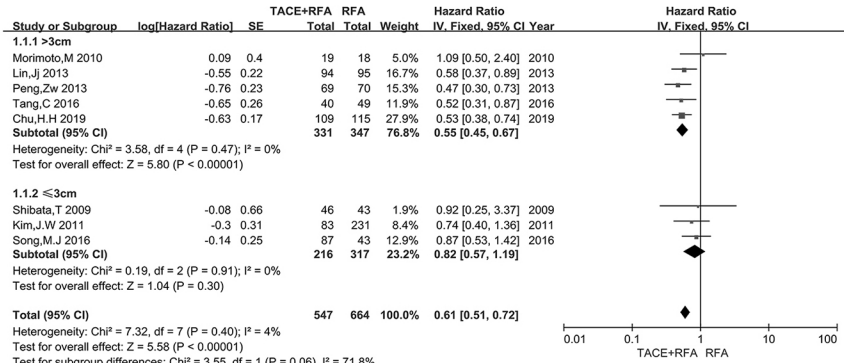 TACE+RFA RFA Hazard Ratio Hazard Ratio
Study or Subgroup log[Hazard Ratio] SE Total Total Weight IV, Fixed, 95% CI Year IV, Fixed, 95% CI
1.1.1 >3cm
Morimoto,M 2010 0.09 0.4 19 18 5.0% 1.09 [0.50, 2.40] 2010
Lin,Jj 2013 -0.55 0.22 94 95 16.7% 0.58 [0.37, 0.89] 2013
Peng,Zw 2013 -0.76 0.23 69 70 15.3% 0.47 [0.30, 0.73] 2013
Tang,C 2016 -0.65 0.26 40 49 11.9% 0.52 [0.31, 0.87] 2016
Chu,H.H 2019 -0.63 0.17 109 115 27.9% 0.53 [0.38, 0.74] 2019
Subtotal (95% CI) 331 347 76.8% 0.55 [0.45, 0.67]
Heterogeneity: Chi² = 3.58, df = 4 (P = 0.47); I² = 0%
Test for overall effect: Z = 5.80 (P < 0.00001)
1.1.2 ≤3cm
Shibata,T 2009 -0.08 0.66 46 43 1.9% 0.92 [0.25, 3.37] 2009
Kim,J.W 2011 -0.3 0.31 83 231 8.4% 0.74 [0.40, 1.36] 2011
Song,M.J 2016 -0.14 0.25 87 43 12.9% 0.87 [0.53, 1.42] 2016
Subtotal (95% CI) 216 317 23.2% 0.82 [0.57, 1.19]
Heterogeneity: Chi² = 0.19, df = 2 (P = 0.91); I² = 0%
Test for overall effect: Z = 1.04 (P = 0.30)
Total (95% CI) 547 664 100.0% 0.61 [0.51, 0.72]
Heterogeneity: Chi² = 7.32, df = 7 (P = 0.40); I² = 4%
Test for overall effect: Z = 5.58 (P < 0.00001)
Test for subgroup differences: Chi² = 3.55, df = 1 (P = 0.06), I² = 71.8%
0.01 0.1 1 10 100
TACE+RFA RFA